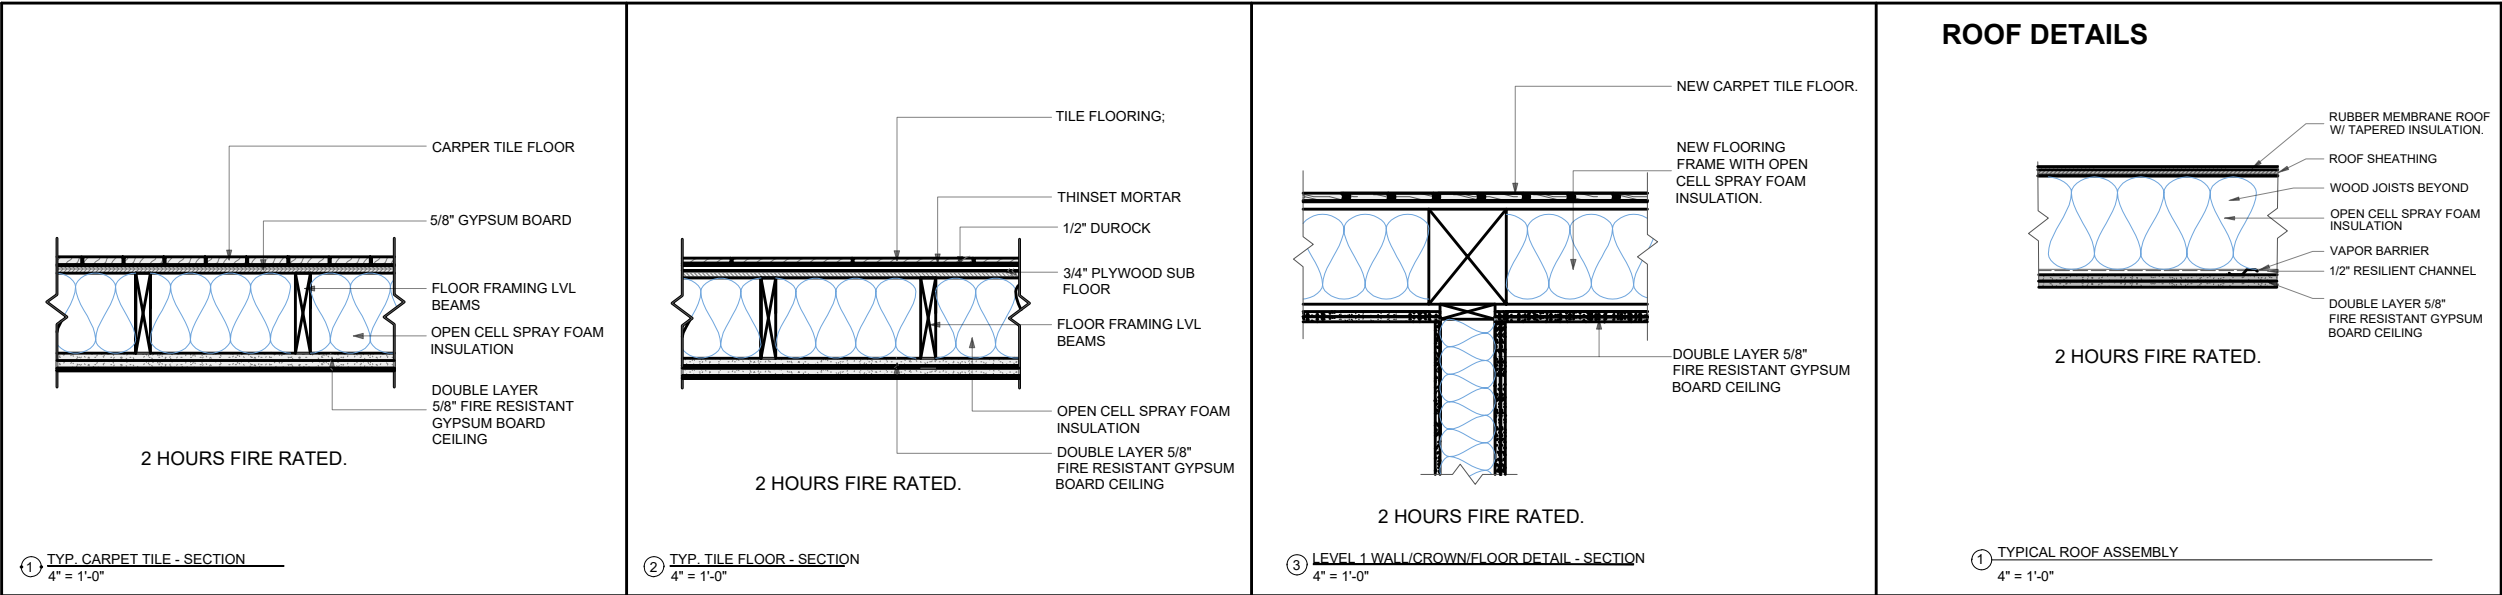 CARPER TILE FLOOR
5/8" GYPSUM BOARD
FLOOR FRAMING LVL
BEAMS
OPEN CELL SPRAY FOAM
INSULATION
DOUBLE LAYER
5/8" FIRE RESISTANT
GYPSUM BOARD
CEILING
2 HOURS FIRE RATED.
1
TYP. CARPET TILE - SECTION
4" = 1'-0"
TILE FLOORING;
THINSET MORTAR
1/2" DUROCK
3/4" PLYWOOD SUB
FLOOR
FLOOR FRAMING LVL
BEAMS
OPEN CELL SPRAY FOAM
INSULATION
DOUBLE LAYER 5/8"
FIRE RESISTANT GYPSUM
BOARD CEILING
2 HOURS FIRE RATED.
2
TYP. TILE FLOOR - SECTION
4" = 1'-0"
NEW CARPET TILE FLOOR.
NEW FLOORING
FRAME WITH OPEN
CELL SPRAY FOAM
INSULATION.
DOUBLE LAYER 5/8"
FIRE RESISTANT GYPSUM
BOARD CEILING
2 HOURS FIRE RATED.
3
LEVEL 1 WALL/CROWN/FLOOR DETAIL - SECTION
4" = 1'-0"
ROOF DETAILS
RUBBER MEMBRANE ROOF
W/ TAPERED INSULATION.
ROOF SHEATHING
WOOD JOISTS BEYOND
OPEN CELL SPRAY FOAM
INSULATION
VAPOR BARRIER
1/2" RESILIENT CHANNEL
DOUBLE LAYER 5/8"
FIRE RESISTANT GYPSUM
BOARD CEILING
2 HOURS FIRE RATED.
1
TYPICAL ROOF ASSEMBLY
4" = 1'-0"